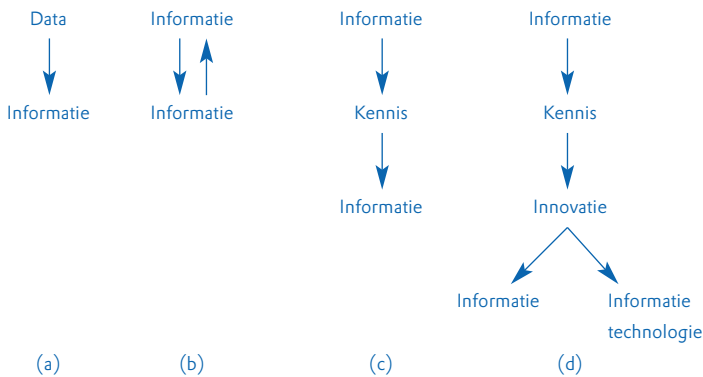 Data
Informatie
Informatie
Informatie
Informatie
Informatie
Kennis
Kennis
Informatie
Innovatie
Informatie
Informatie
technologie
(a)
(b)
(c)
(d)